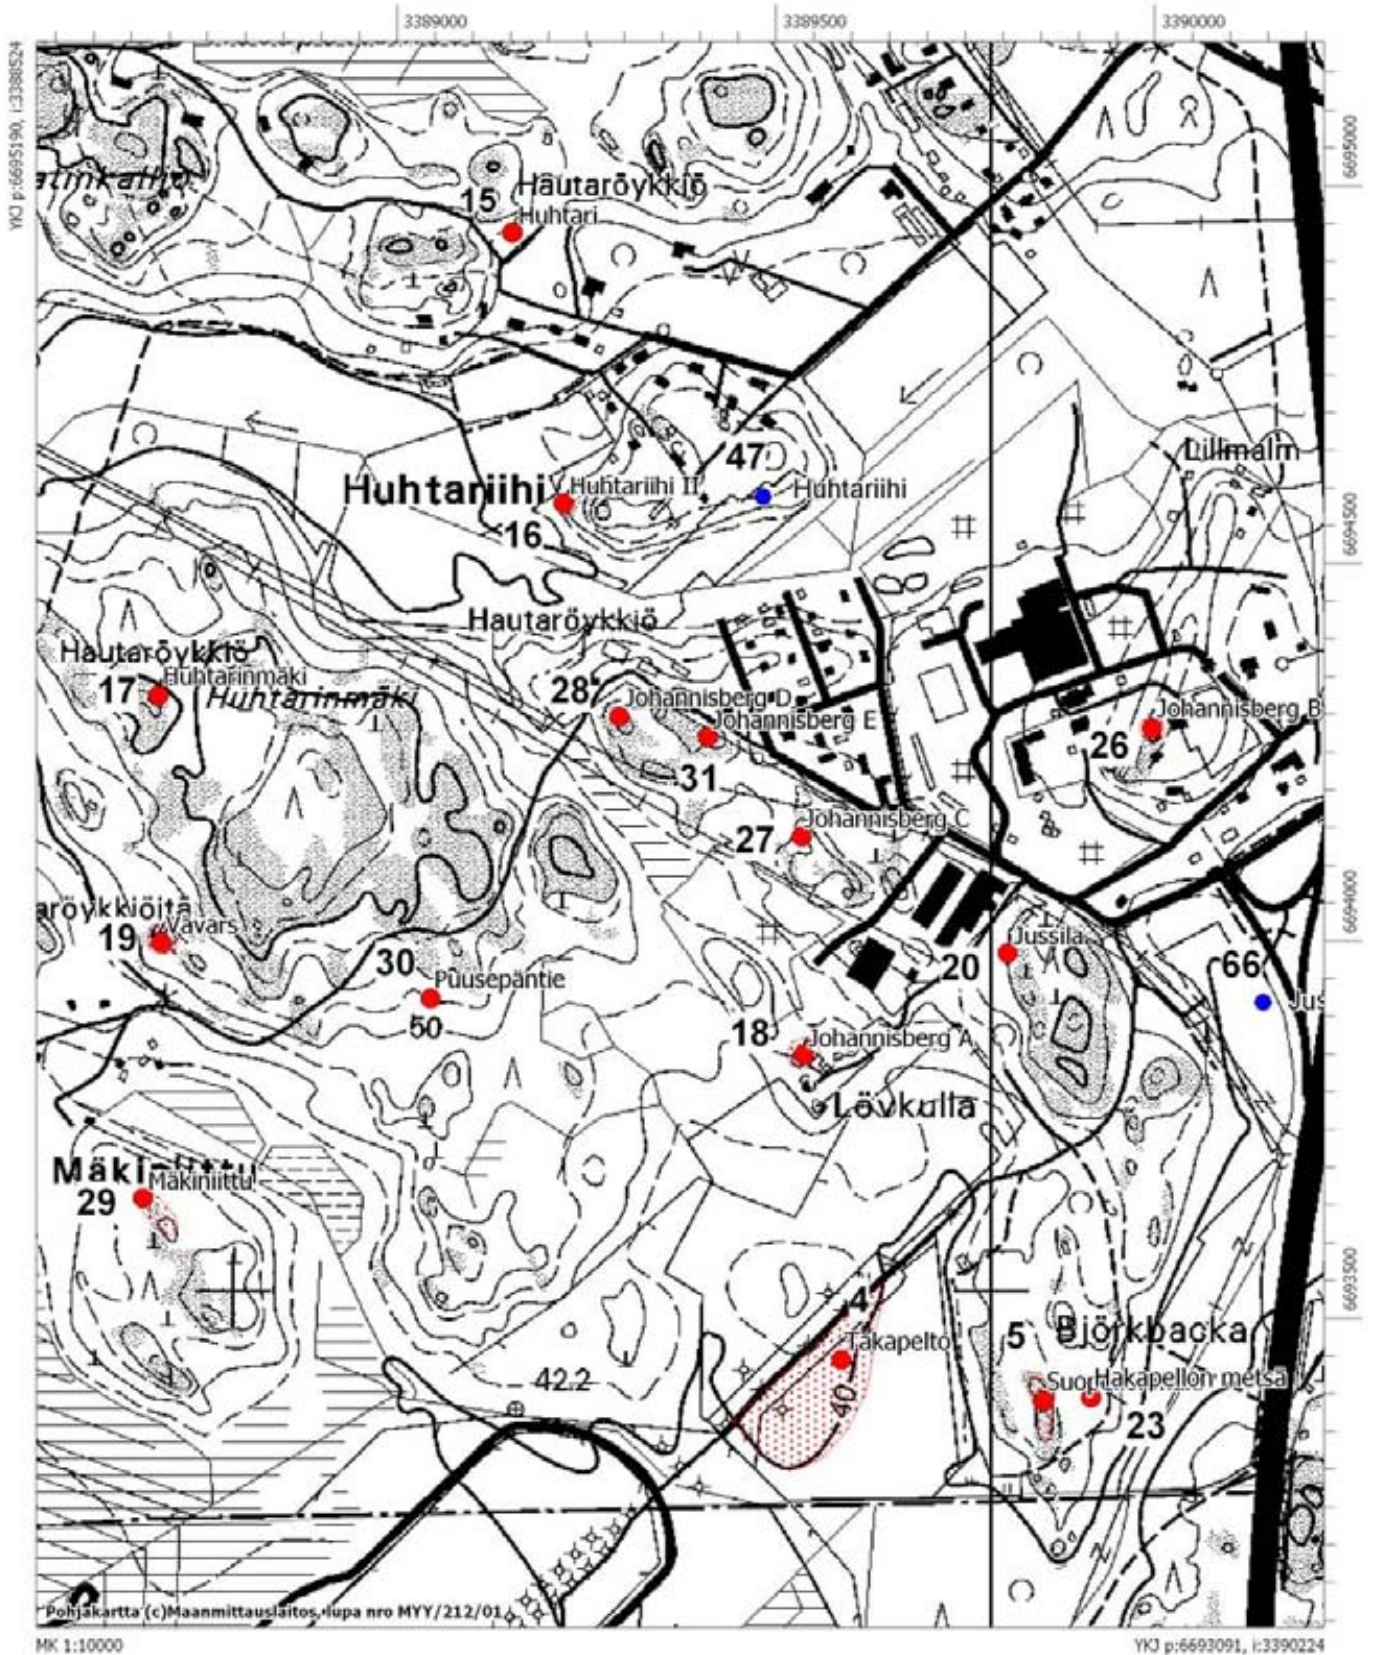 3389000
3389500
3390000
YKJ p:6695190, i:3388524
6695000
Hautaröykkiö
15
Huhtari
47
Lillmalm
Huhtariihi
Huhtariihi II
Huhtariihi
16
6694500
Hautaröykkiö
Hautaröykkiö
Huhtarinmäki
17
Huhtarinmäki
28
Johannisberg D
Johannisberg E
Johannisberg B
26
31
27
Johannisberg C
aröykkiöitä
19
Vavars
6694000
30
Puusepäntie
50
20
Jussila
66
Jus
18
Johannisberg A
Lövkulla
Mäkiniittu
29
Mäkiniittu
6693500
4
Takapelto
5
Björkbacka
Hakapellon metsä
42.2
40
23
Pohjakartta (c)Maanmittauslaitos, lupa nro MYY/212/01
MK 1:10000
YKJ p:6693091, i:3390224